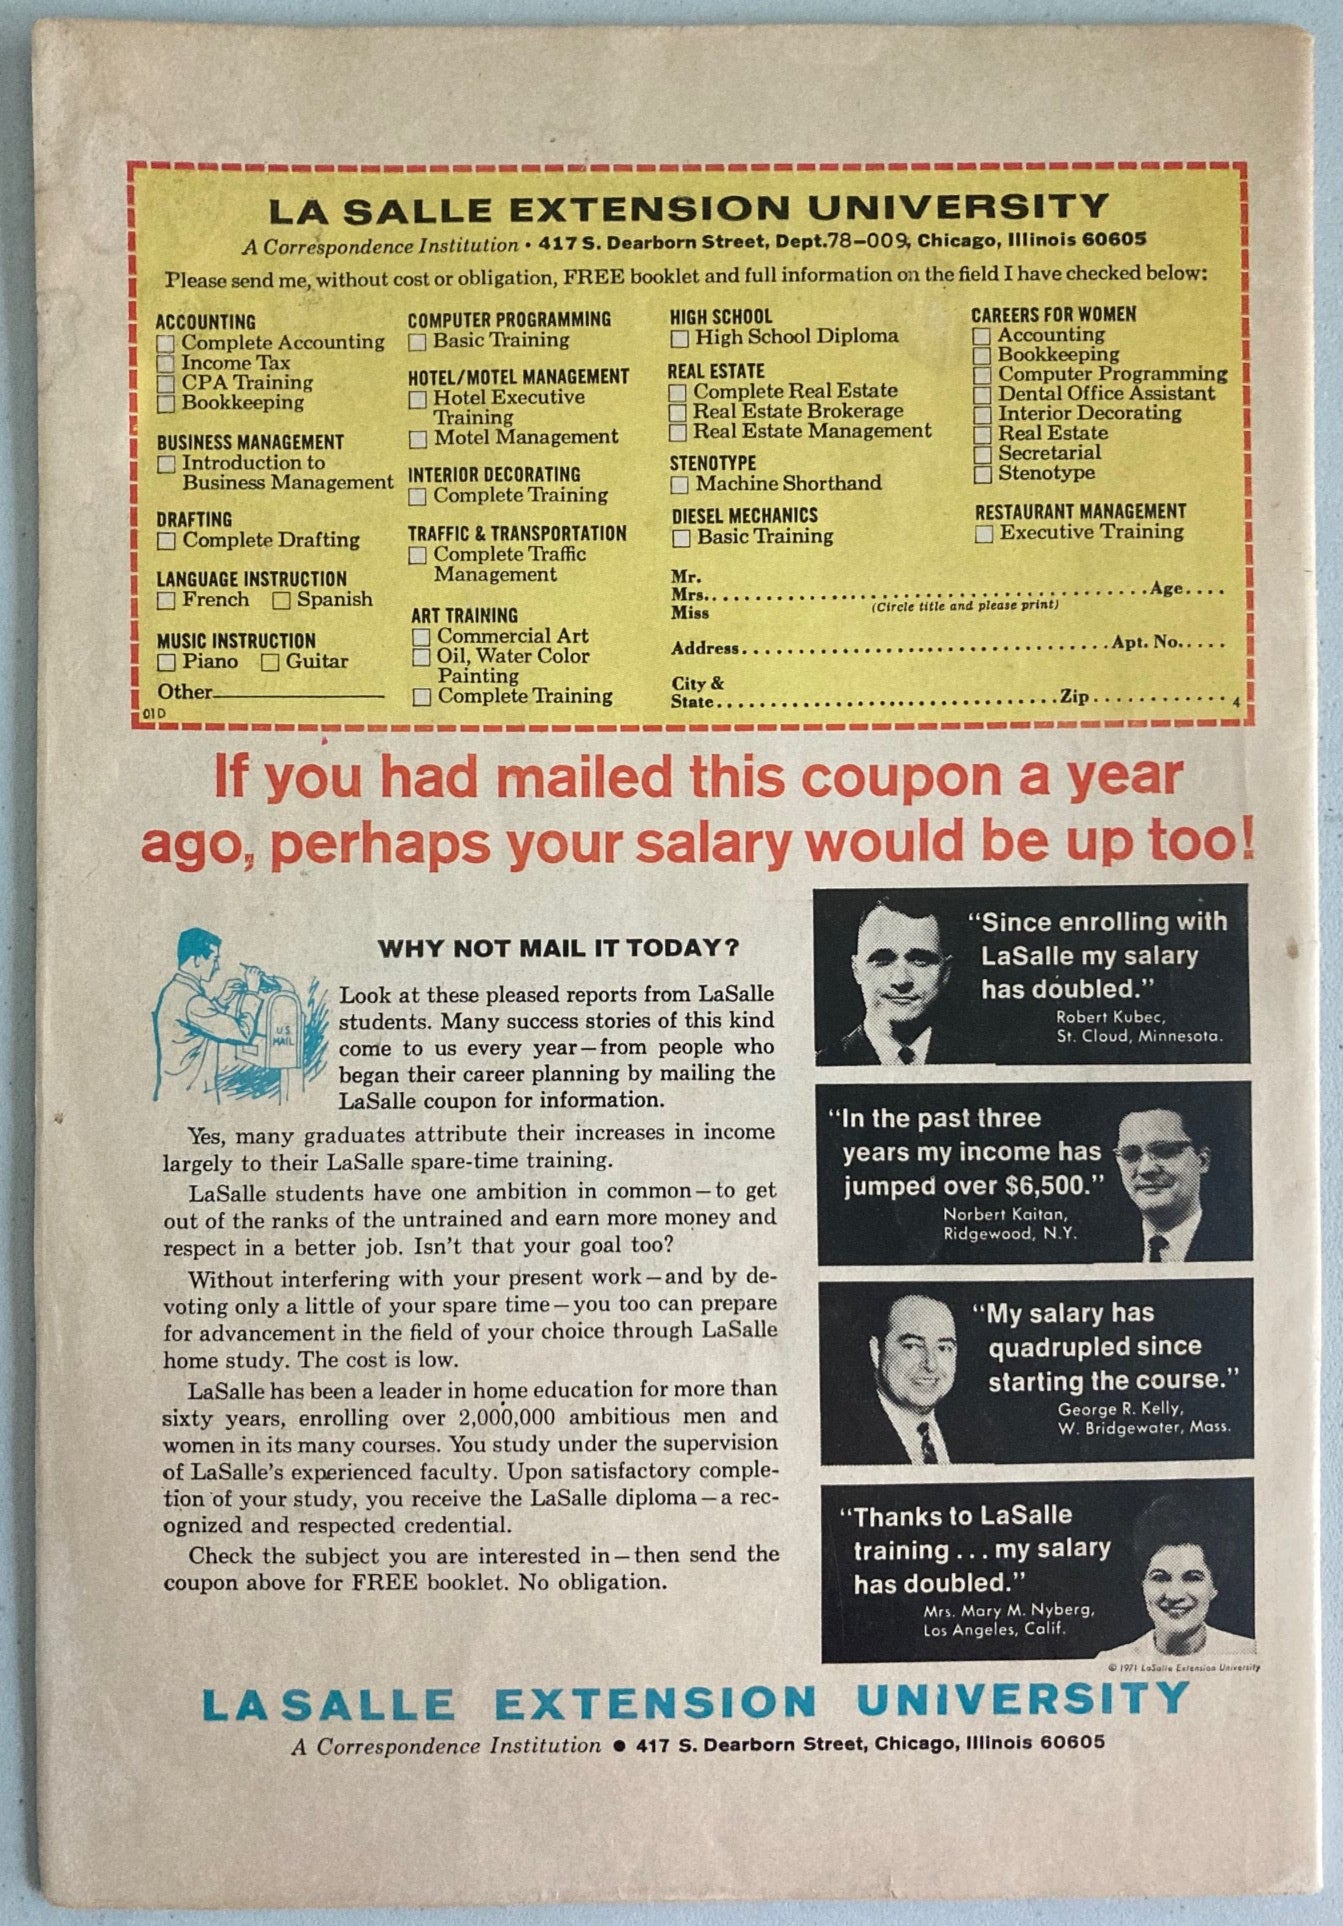 LA SALLE EXTENSION UNIVERSITY
A Correspondence Institution • 417 S. Dearborn Street, Dept.78-009, Chicago, Illinois 60605
Please send me, without cost or obligation, FREE booklet and full information on the field I have checked below:
ACCOUNTING
Complete Accounting
Income Tax
CPA Training
Bookkeeping
BUSINESS MANAGEMENT
Introduction to
Business Management
DRAFTING
Complete Drafting
LANGUAGE INSTRUCTION
French Spanish
MUSIC INSTRUCTION
Piano Guitar
Other
01D
COMPUTER PROGRAMMING
Basic Training
HOTEL/MOTEL MANAGEMENT
Hotel Executive
Training
Motel Management
INTERIOR DECORATING
Complete Training
TRAFFIC & TRANSPORTATION
Complete Traffic
Management
ART TRAINING
Commercial Art
Oil, Water Color
Painting
Complete Training
HIGH SCHOOL
High School Diploma
REAL ESTATE
Complete Real Estate
Real Estate Brokerage
Real Estate Management
STENOTYPE
Machine Shorthand
DIESEL MECHANICS
Basic Training
CAREERS FOR WOMEN
Accounting
Bookkeeping
Computer Programming
Dental Office Assistant
Interior Decorating
Real Estate
Secretarial
Stenotype
RESTAURANT MANAGEMENT
Executive Training
Mr.
Mrs. Age
Miss (Circle title and please print)
Address Apt. No.
City &
State Zip 4
If you had mailed this coupon a year
ago, perhaps your salary would be up too!
U.S.
MAIL
WHY NOT MAIL IT TODAY?
Look at these pleased reports from LaSalle
students. Many success stories of this kind
come to us every year—from people who
began their career planning by mailing the
LaSalle coupon for information.
Yes, many graduates attribute their increases in income
largely to their LaSalle spare-time training.
LaSalle students have one ambition in common—to get
out of the ranks of the untrained and earn more money and
respect in a better job. Isn't that your goal too?
Without interfering with your present work—and by de-
voting only a little of your spare time—you too can prepare
for advancement in the field of your choice through LaSalle
home study. The cost is low.
LaSalle has been a leader in home education for more than
sixty years, enrolling over 2,000,000 ambitious men and
women in its many courses. You study under the supervision
of LaSalle's experienced faculty. Upon satisfactory comple-
tion of your study, you receive the LaSalle diploma—a rec-
ognized and respected credential.
Check the subject you are interested in—then send the
coupon above for FREE booklet. No obligation.
"Since enrolling with
LaSalle my salary
has doubled."
Robert Kubec,
St. Cloud, Minnesota.
"In the past three
years my income has
jumped over $6,500."
Norbert Kaitan,
Ridgewood, N.Y.
"My salary has
quadrupled since
starting the course."
George R. Kelly,
W. Bridgewater, Mass.
"Thanks to LaSalle
training . . . my salary
has doubled."
Mrs. Mary M. Nyberg,
Los Angeles, Calif.
© 1971 LaSalle Extension University
LA SALLE EXTENSION UNIVERSITY
A Correspondence Institution • 417 S. Dearborn Street, Chicago, Illinois 60605